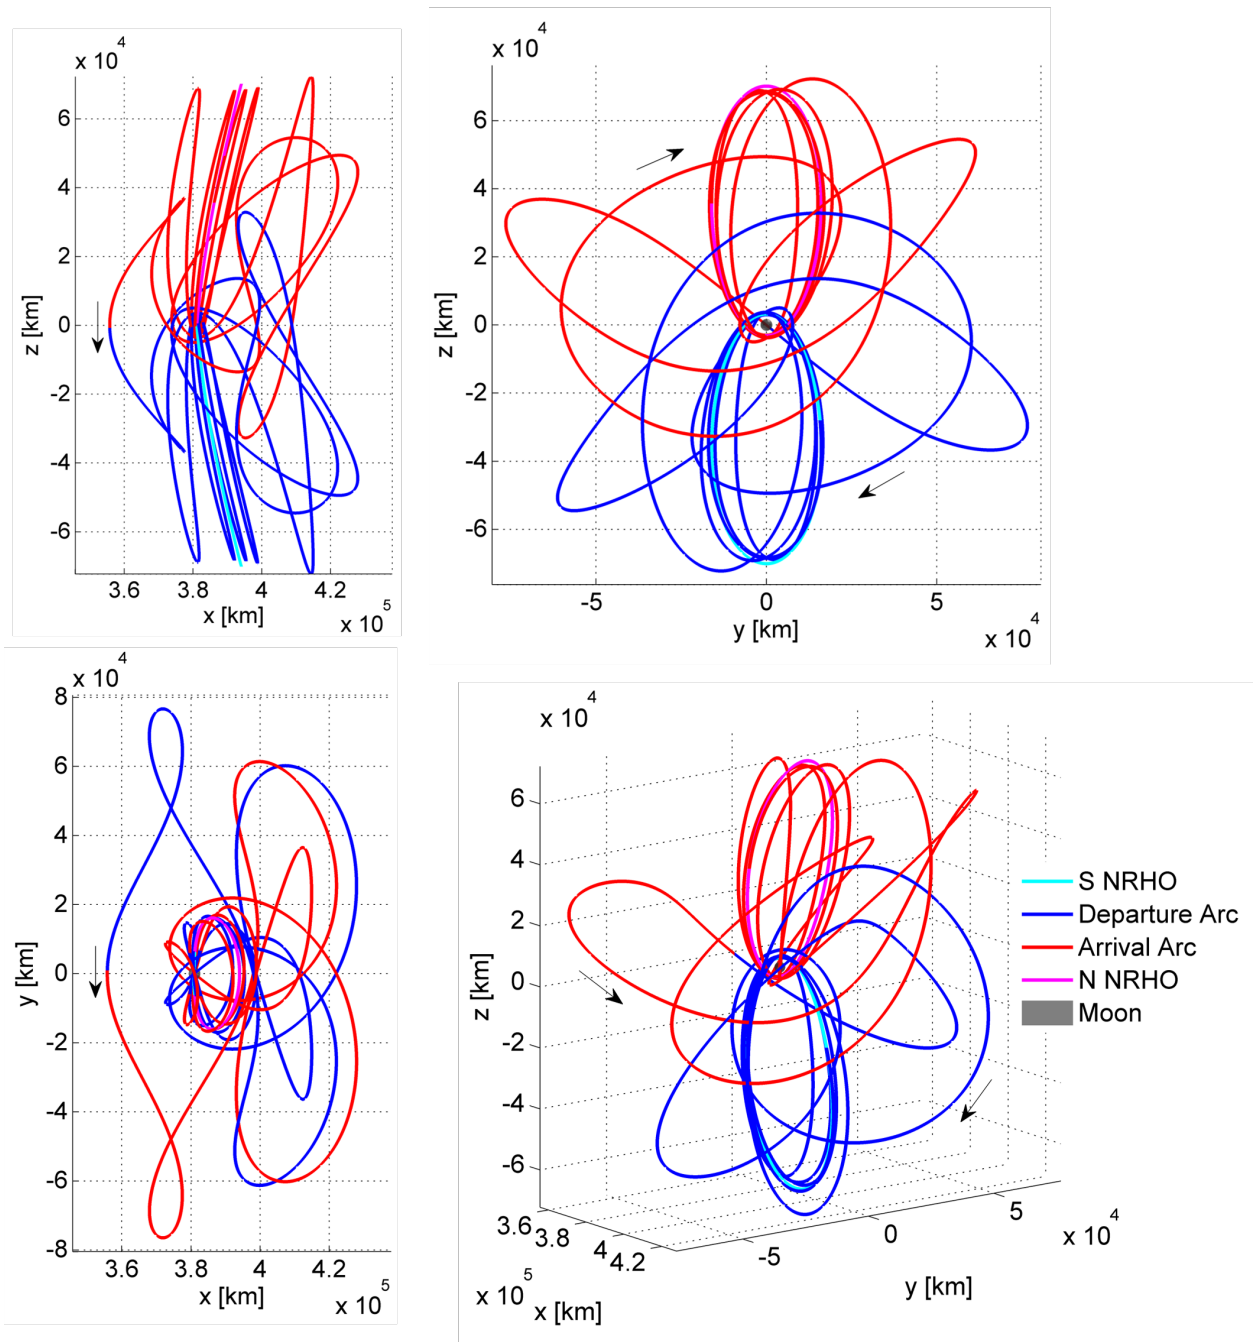 x 10^4
6
4
2
0
-2
-4
-6
z [km]
3.6 3.8 4 4.2
x [km]
x 10^5
x 10^4
6
4
2
0
-2
-4
-6
z [km]
-5 0 5
y [km]
x 10^4
x 10^4
8
6
4
2
0
-2
-4
-6
-8
y [km]
3.6 3.8 4 4.2
x [km]
x 10^5
x 10^4
6
4
2
0
-2
-4
-6
z [km]
3.6 3.8 4 4.2
x 10^5
x [km]
-5 0 5
x 10^4
y [km]
S NRHO
Departure Arc
Arrival Arc
N NRHO
Moon